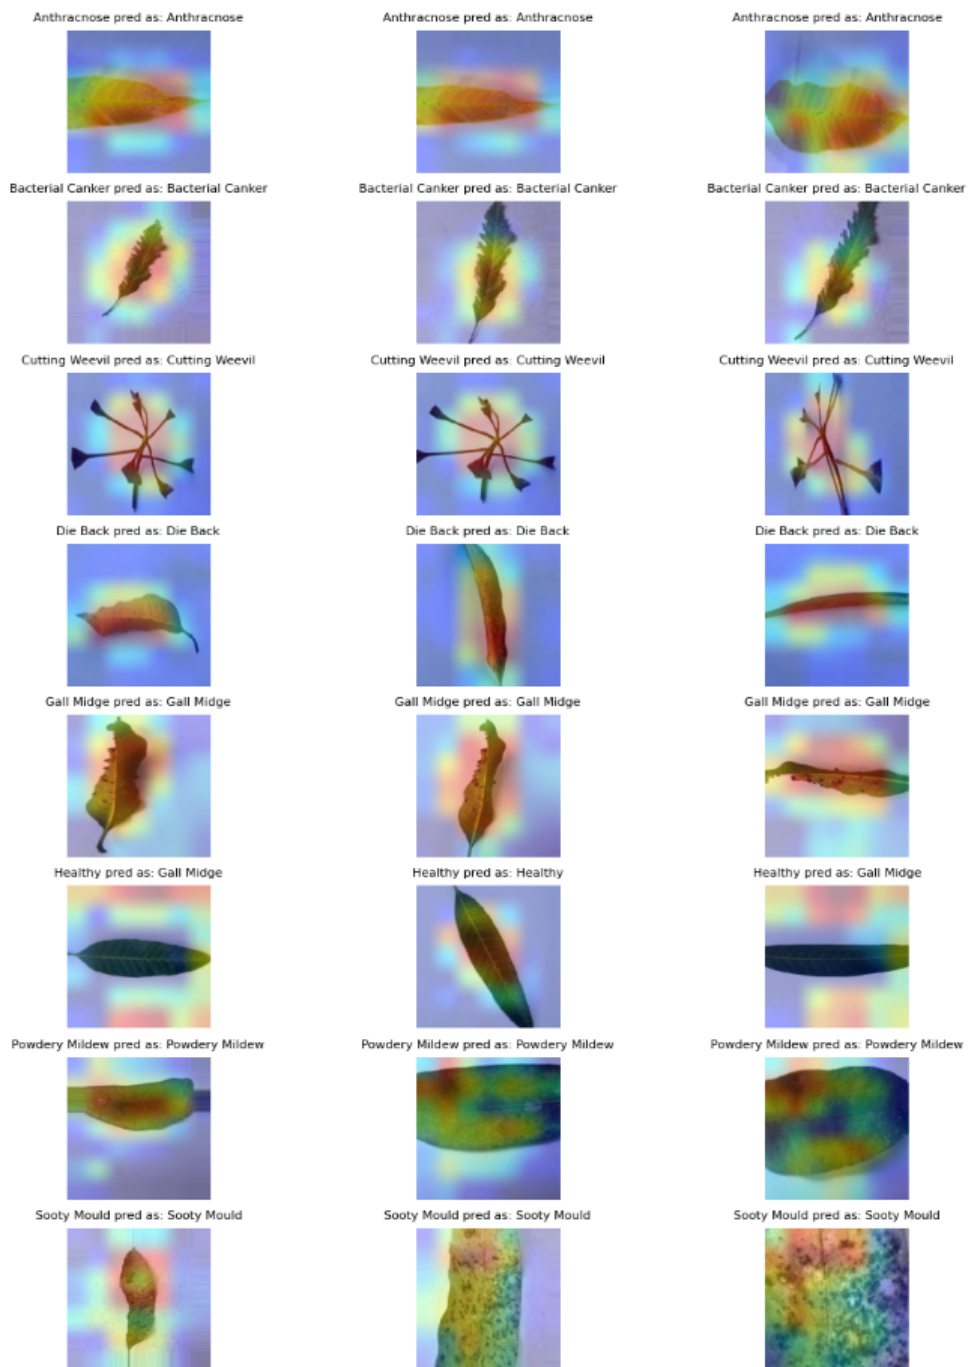 Anthracnose pred as: Anthracnose
Anthracnose pred as: Anthracnose
Anthracnose pred as: Anthracnose
Bacterial Canker pred as: Bacterial Canker
Bacterial Canker pred as: Bacterial Canker
Bacterial Canker pred as: Bacterial Canker
Cutting Weevil pred as: Cutting Weevil
Cutting Weevil pred as: Cutting Weevil
Cutting Weevil pred as: Cutting Weevil
Die Back pred as: Die Back
Die Back pred as: Die Back
Die Back pred as: Die Back
Gall Midge pred as: Gall Midge
Gall Midge pred as: Gall Midge
Gall Midge pred as: Gall Midge
Healthy pred as: Gall Midge
Healthy pred as: Healthy
Healthy pred as: Gall Midge
Powdery Mildew pred as: Powdery Mildew
Powdery Mildew pred as: Powdery Mildew
Powdery Mildew pred as: Powdery Mildew
Sooty Mould pred as: Sooty Mould
Sooty Mould pred as: Sooty Mould
Sooty Mould pred as: Sooty Mould